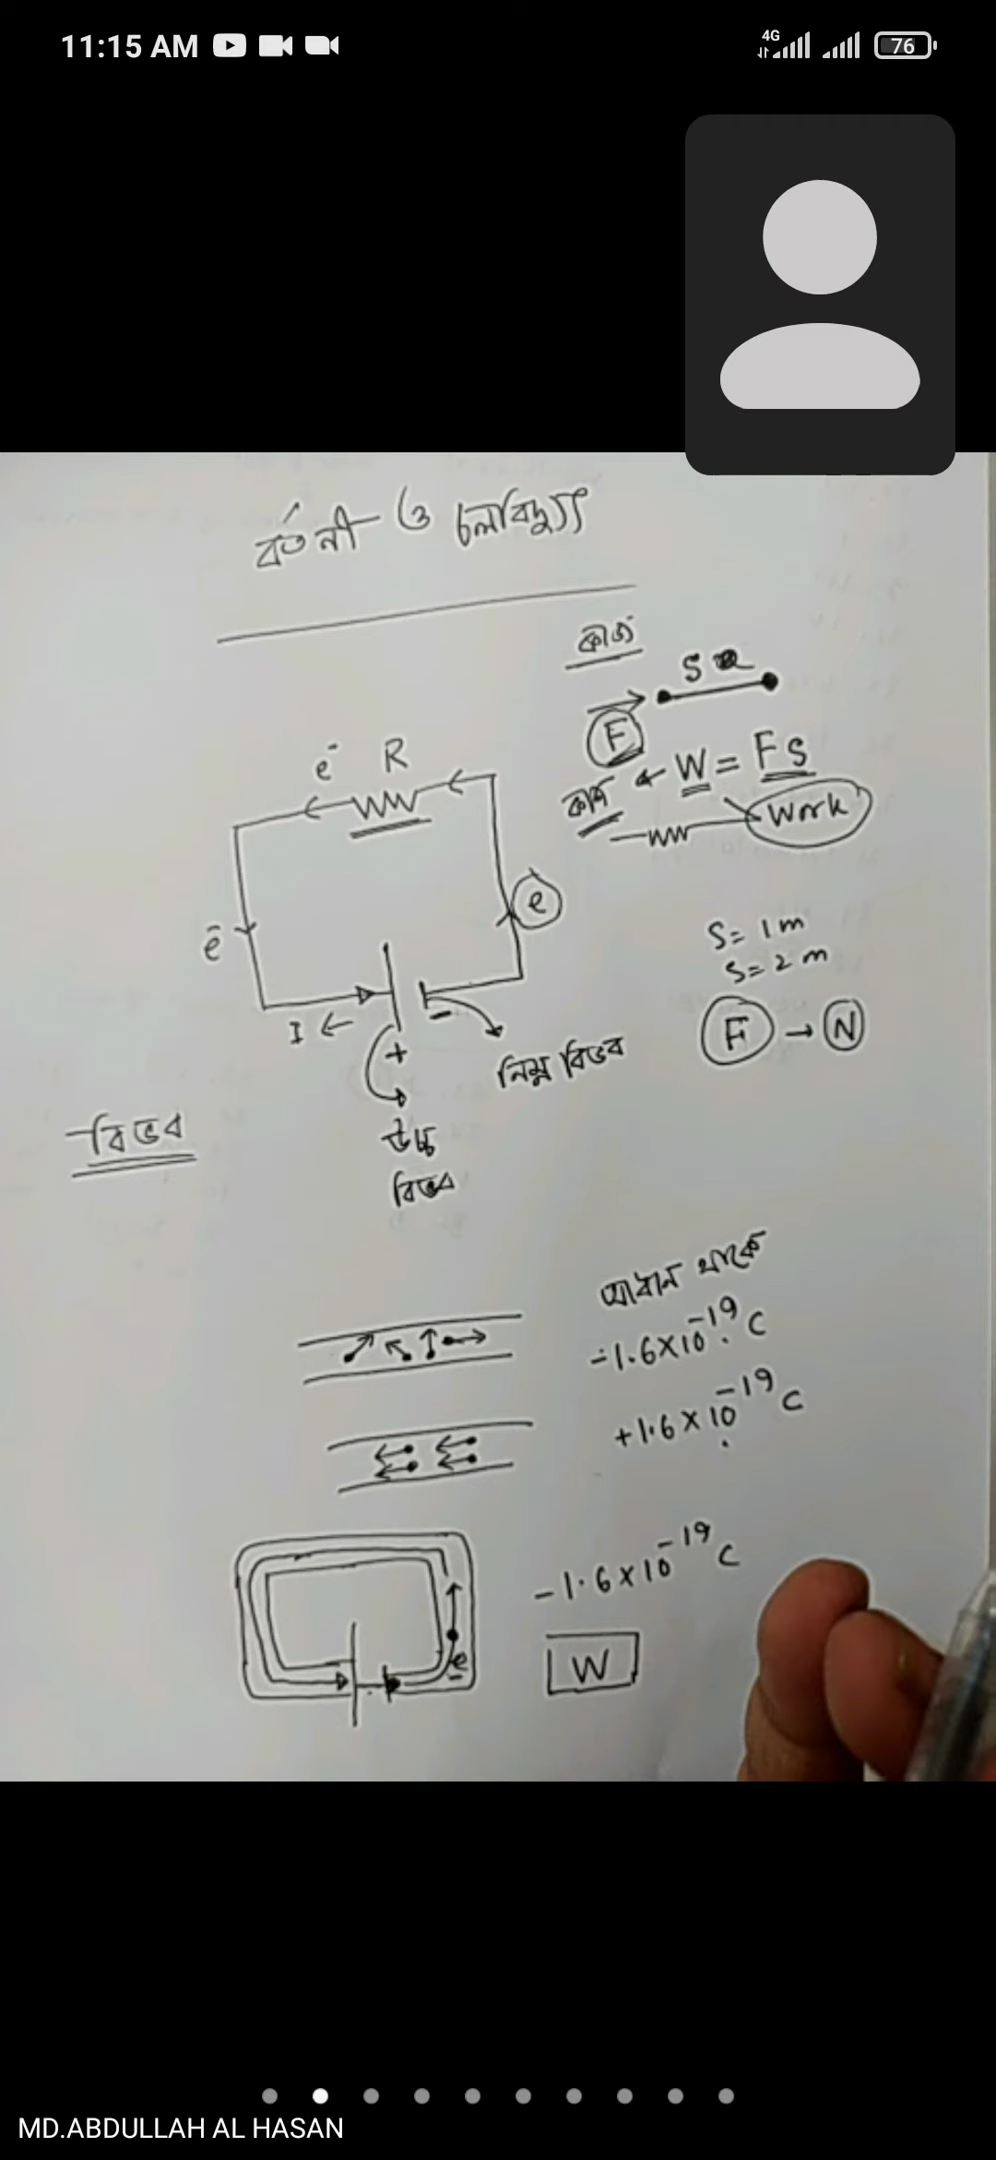 11:15 AM
4G
76
বর্তনী ও চলবিদ্যুৎ
কাজ
S
F
W = FS
কাজ
Work
e⁻ R
e
e⁻
I
+
-
নিম্ন বিভব
উচ্চ
বিভব
বিভব
S= 1m
S= 2m
F → N
আধান থাকে
-1.6×10⁻¹⁹ C
+1.6×10⁻¹⁹ C
-1.6×10⁻¹⁹ C
e
W
MD.ABDULLAH AL HASAN